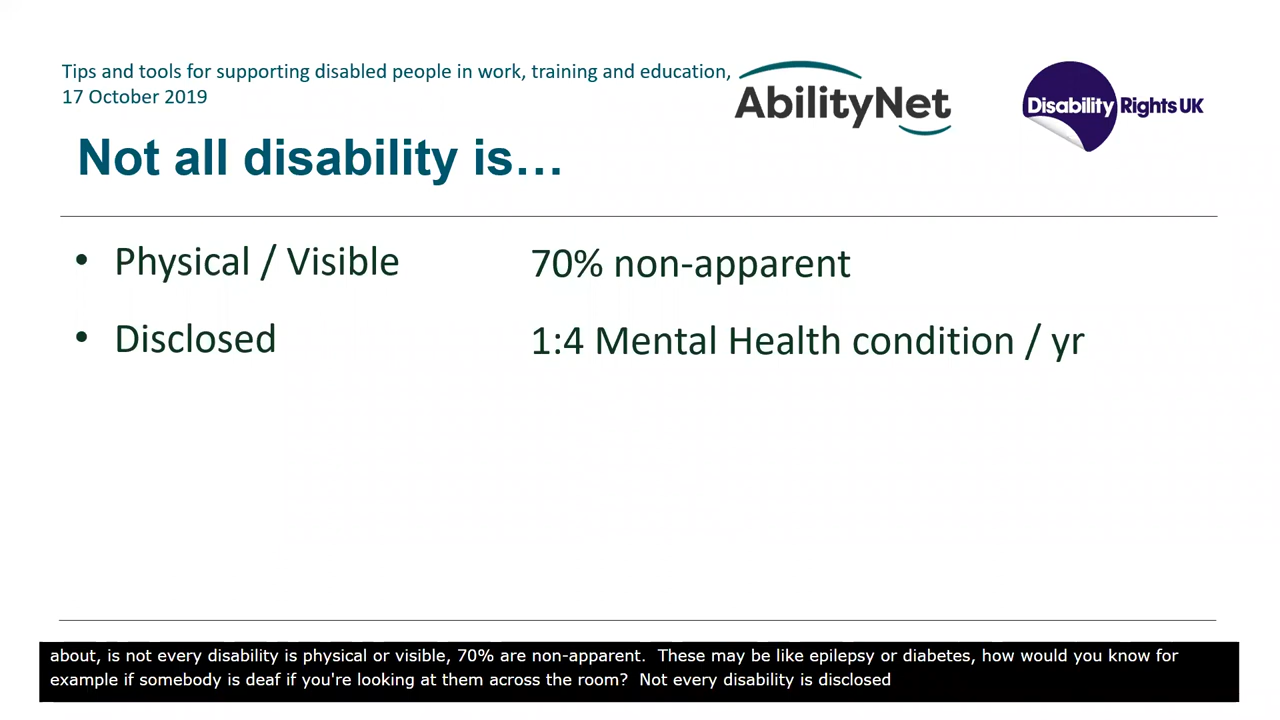 Tips and tools for supporting disabled people in work, training and education,
17 October 2019
AbilityNet
Disability Rights UK
Not all disability is…
• Physical / Visible 70% non-apparent
• Disclosed 1:4 Mental Health condition / yr
about, is not every disability is physical or visible, 70% are non-apparent.  These may be like epilepsy or diabetes, how would you know for
example if somebody is deaf if you're looking at them across the room?  Not every disability is disclosed